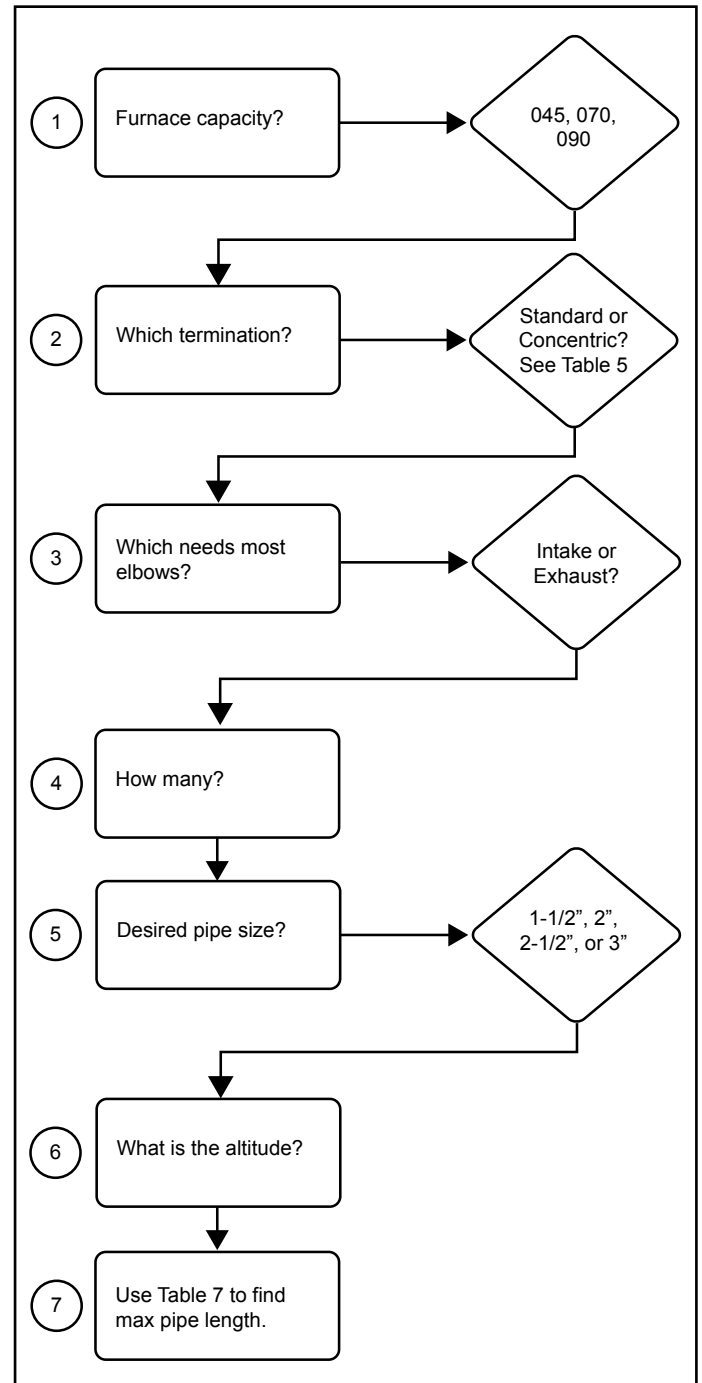 1
Furnace capacity?
045, 070,
090
2
Which termination?
Standard or
Concentric?
See Table 5
3
Which needs most
elbows?
Intake or
Exhaust?
4
How many?
5
Desired pipe size?
1-1/2”, 2”,
2-1/2”, or 3”
6
What is the altitude?
7
Use Table 7 to find
max pipe length.